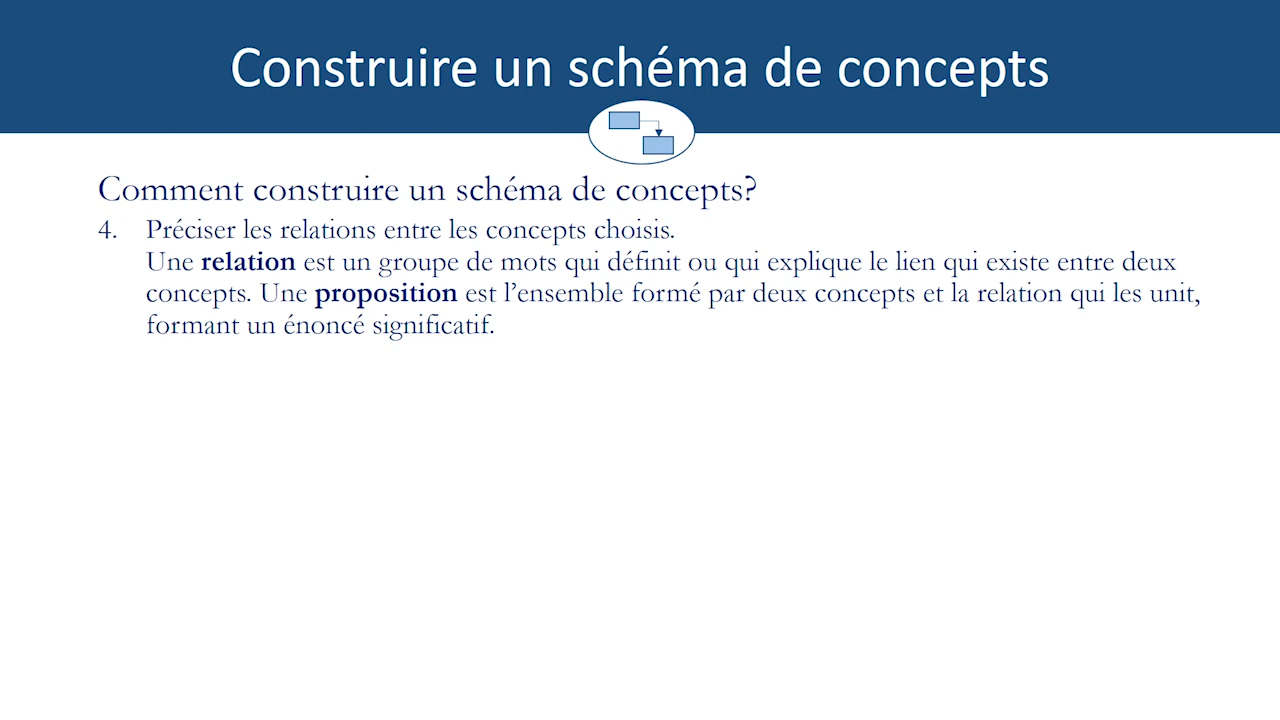 Construire un schéma de concepts
Comment construire un schéma de concepts?
4. Préciser les relations entre les concepts choisis.
Une relation est un groupe de mots qui définit ou qui explique le lien qui existe entre deux
concepts. Une proposition est l’ensemble formé par deux concepts et la relation qui les unit,
formant un énoncé significatif.